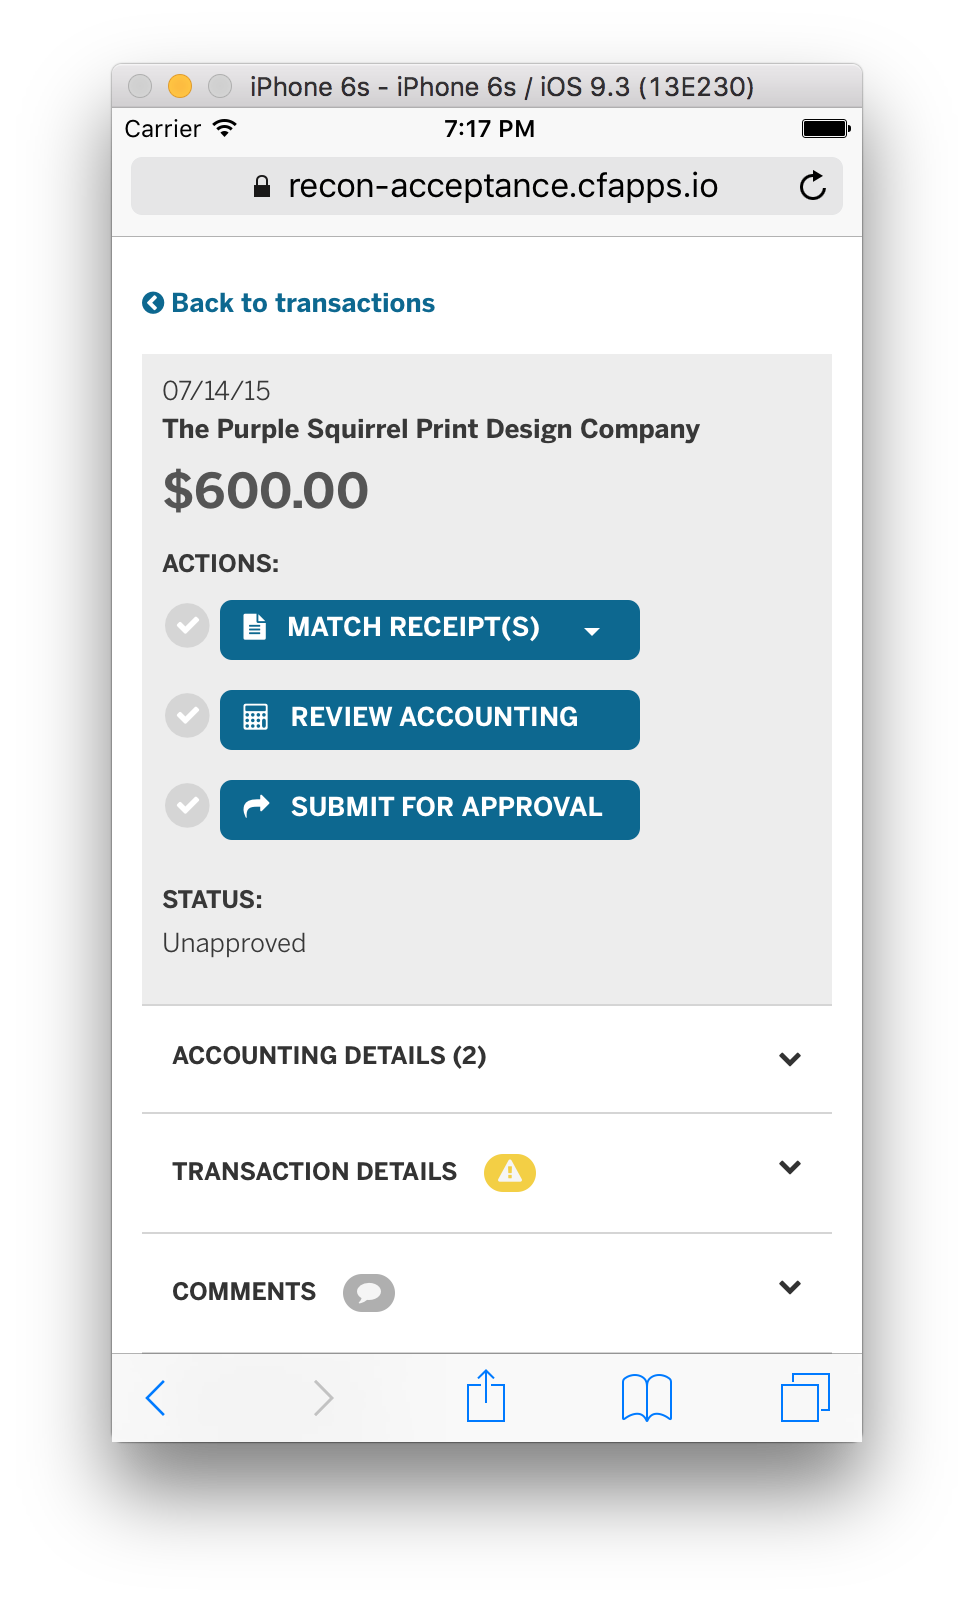 iPhone 6s - iPhone 6s / iOS 9.3 (13E230)
Carrier 7:17 PM
recon-acceptance.cfapps.io
Back to transactions
07/14/15
The Purple Squirrel Print Design Company
$600.00
ACTIONS:
MATCH RECEIPT(S)
REVIEW ACCOUNTING
SUBMIT FOR APPROVAL
STATUS:
Unapproved
ACCOUNTING DETAILS (2)
TRANSACTION DETAILS
COMMENTS